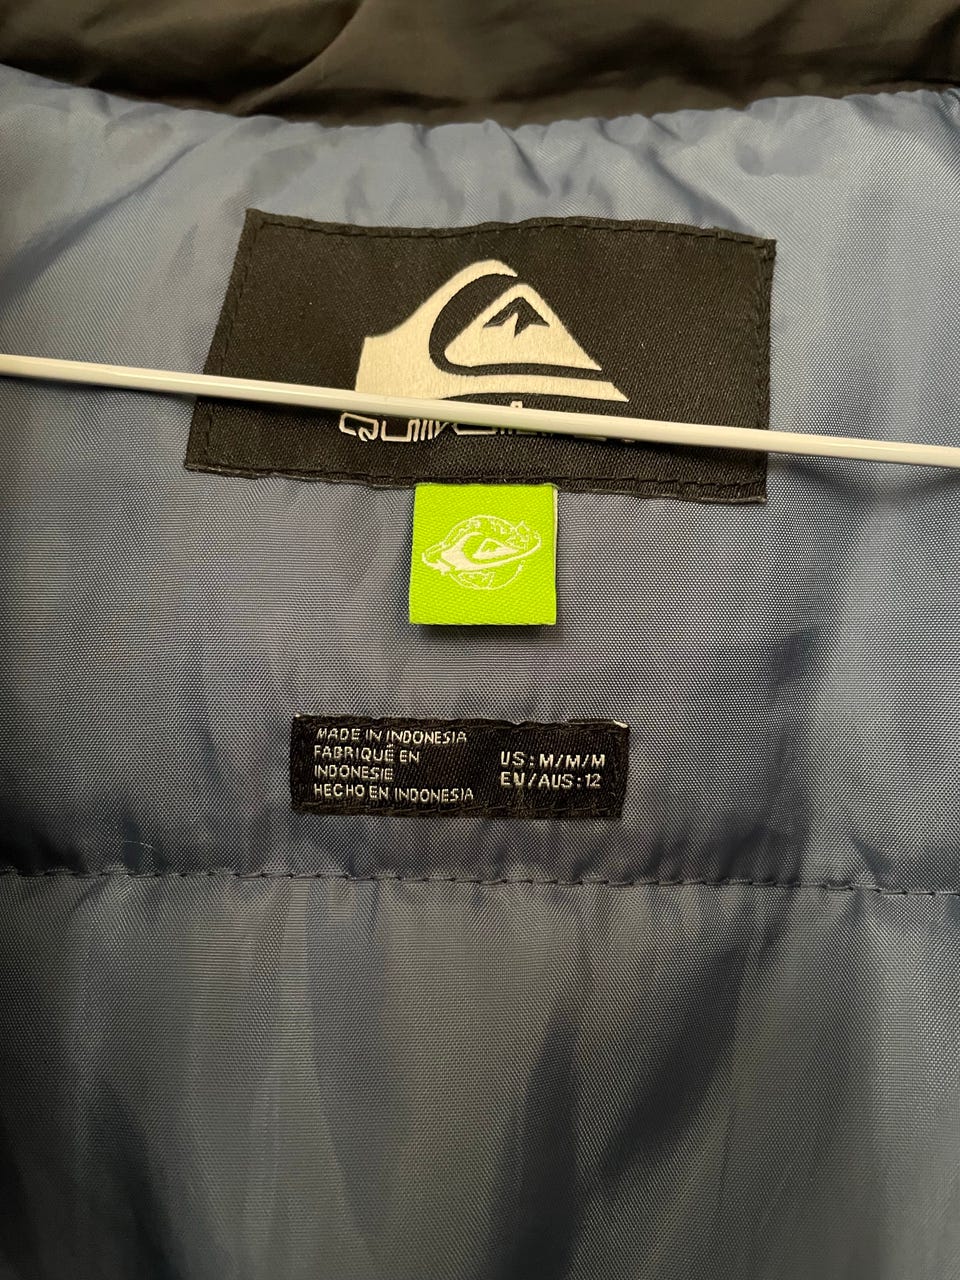 MADE IN INDONESIA
FABRIQUÉ EN
INDONESIE
HECHO EN INDONESIA
US : M/M/M
EU/AUS : 12